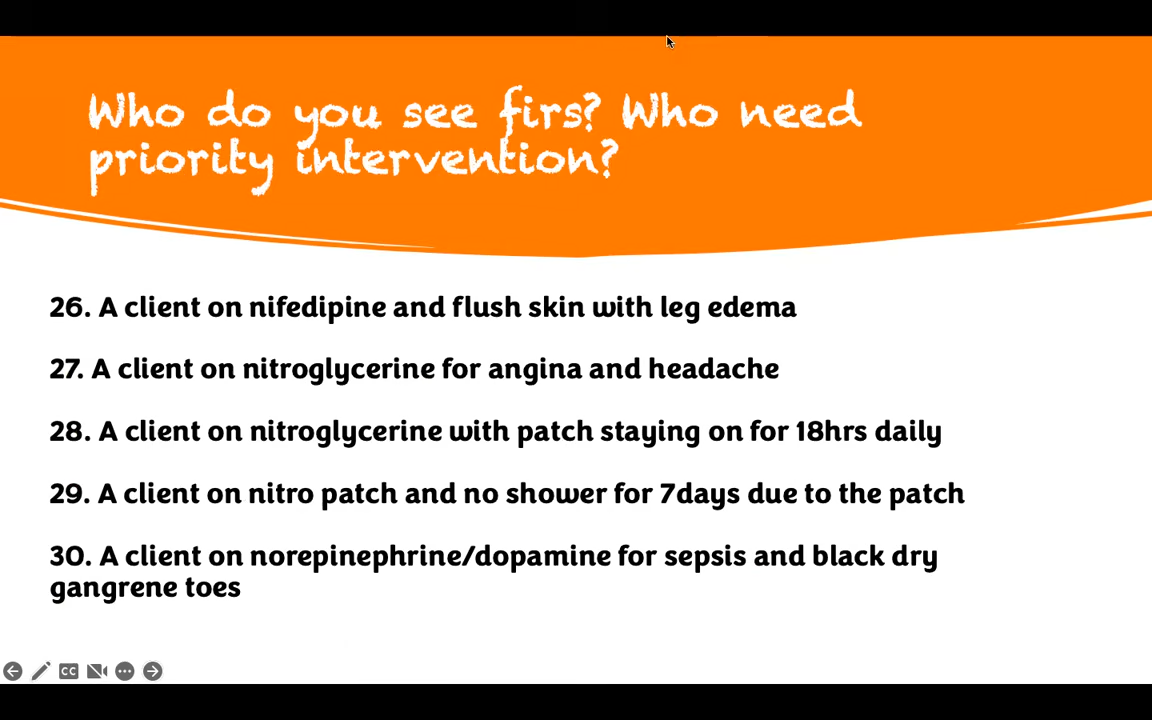 Who do you see firs? Who need
priority intervention?
26. A client on nifedipine and flush skin with leg edema
27. A client on nitroglycerine for angina and headache
28. A client on nitroglycerine with patch staying on for 18hrs daily
29. A client on nitro patch and no shower for 7days due to the patch
30. A client on norepinephrine/dopamine for sepsis and black dry
gangrene toes
CC